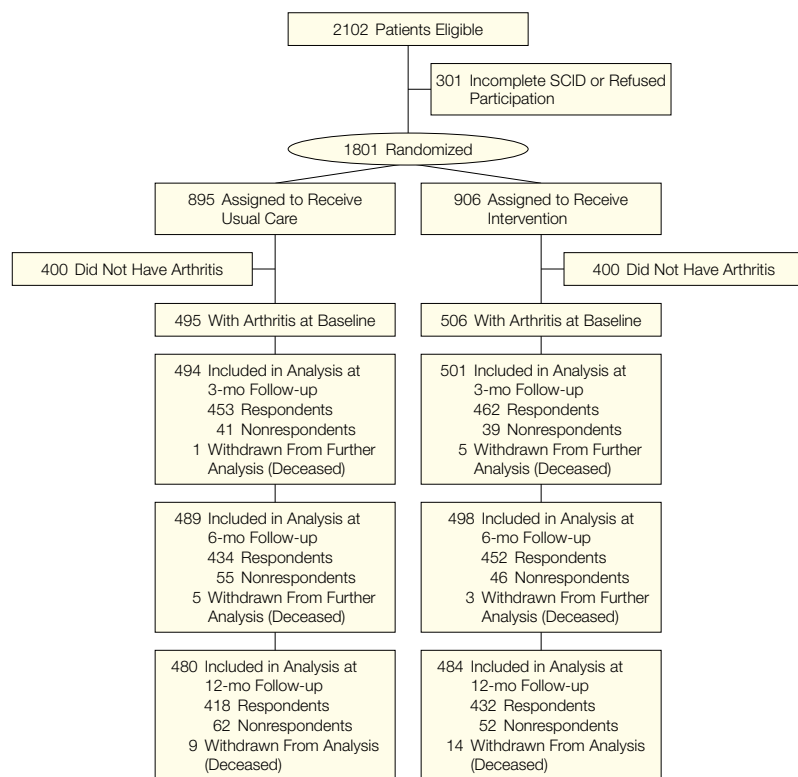 2102 Patients Eligible
301 Incomplete SCID or Refused
Participation
1801 Randomized
895 Assigned to Receive
Usual Care
906 Assigned to Receive
Intervention
400 Did Not Have Arthritis
400 Did Not Have Arthritis
495 With Arthritis at Baseline
506 With Arthritis at Baseline
494 Included in Analysis at
3-mo Follow-up
453 Respondents
41 Nonrespondents
1 Withdrawn From Further
Analysis (Deceased)
501 Included in Analysis at
3-mo Follow-up
462 Respondents
39 Nonrespondents
5 Withdrawn From Further
Analysis (Deceased)
489 Included in Analysis at
6-mo Follow-up
434 Respondents
55 Nonrespondents
5 Withdrawn From Further
Analysis (Deceased)
498 Included in Analysis at
6-mo Follow-up
452 Respondents
46 Nonrespondents
3 Withdrawn From Further
Analysis (Deceased)
480 Included in Analysis at
12-mo Follow-up
418 Respondents
62 Nonrespondents
9 Withdrawn From Analysis
(Deceased)
484 Included in Analysis at
12-mo Follow-up
432 Respondents
52 Nonrespondents
14 Withdrawn From Analysis
(Deceased)